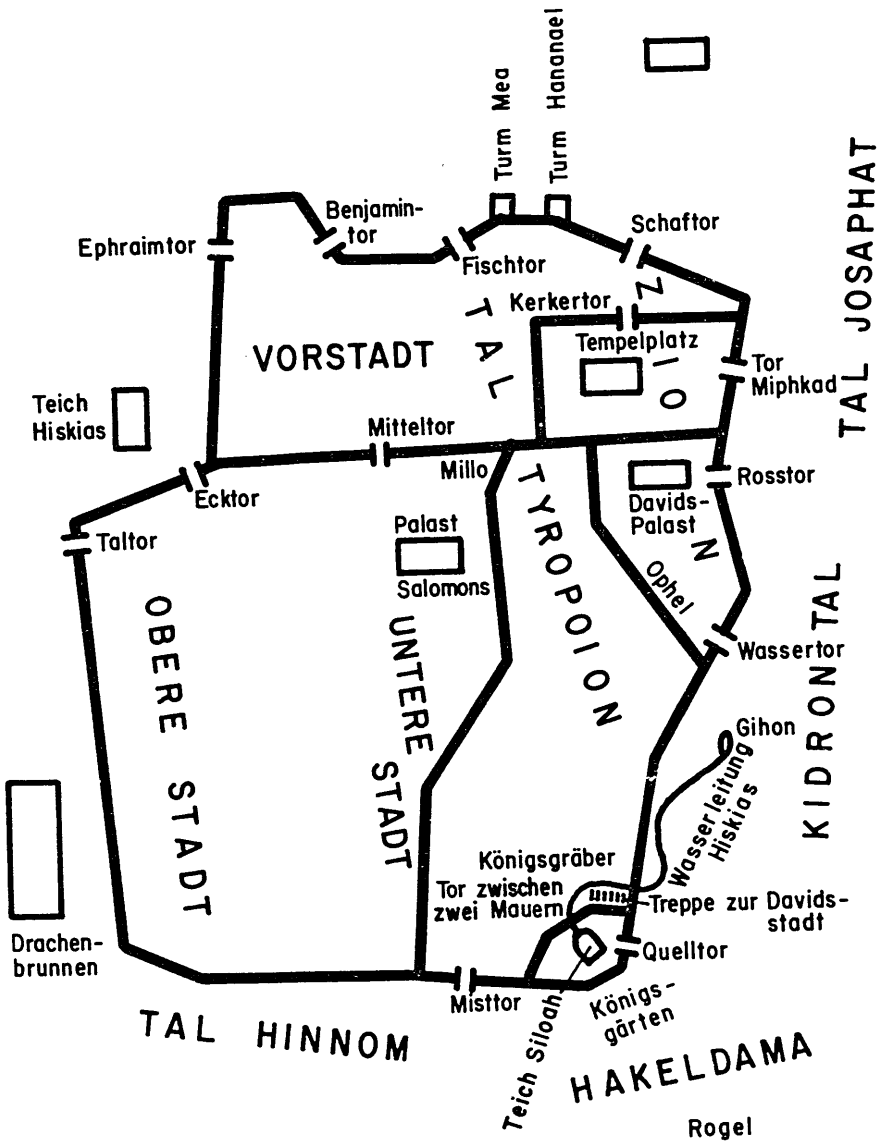 Turm Mea
Turm Hananael
Benjamin-
tor
Ephraimtor
Fischtor
Schaftor
TAL JOSAPHAT
Kerkertor
Tempelplatz
ZION
VORSTADT
TAL
TYROPOION
Tor
Miphkad
Teich
Hiskias
Mitteltor
Millo
Ecktor
Rosstor
Davids-
Palast
Taltor
Palast
Salomons
Ophel
OBERE STADT
UNTERE
STADT
Wassertor
KIDRONTAL
Gihon
Wasserleitung
Hiskias
Königsgräber
Tor zwischen
zwei Mauern
Treppe zur Davids-
stadt
Drachen-
brunnen
Quelltor
Misttor
Teich Siloah
Königs-
gärten
TAL HINNOM
HAKELDAMA
Rogel